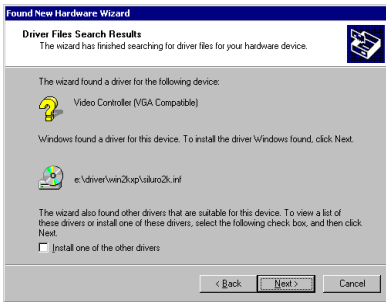 Found New Hardware Wizard
Driver Files Search Results
The wizard has finished searching for driver files for your hardware device.
The wizard found a driver for the following device:
Video Controller (VGA Compatible)
Windows found a driver for this device. To install the driver Windows found, click Next.
e:\driver\win2kxp\siluro2k.inf
The wizard also found other drivers that are suitable for this device. To view a list of
these drivers or install one of these drivers, select the following check box, and then click
Next.
Install one of the other drivers
< Back
Next >
Cancel